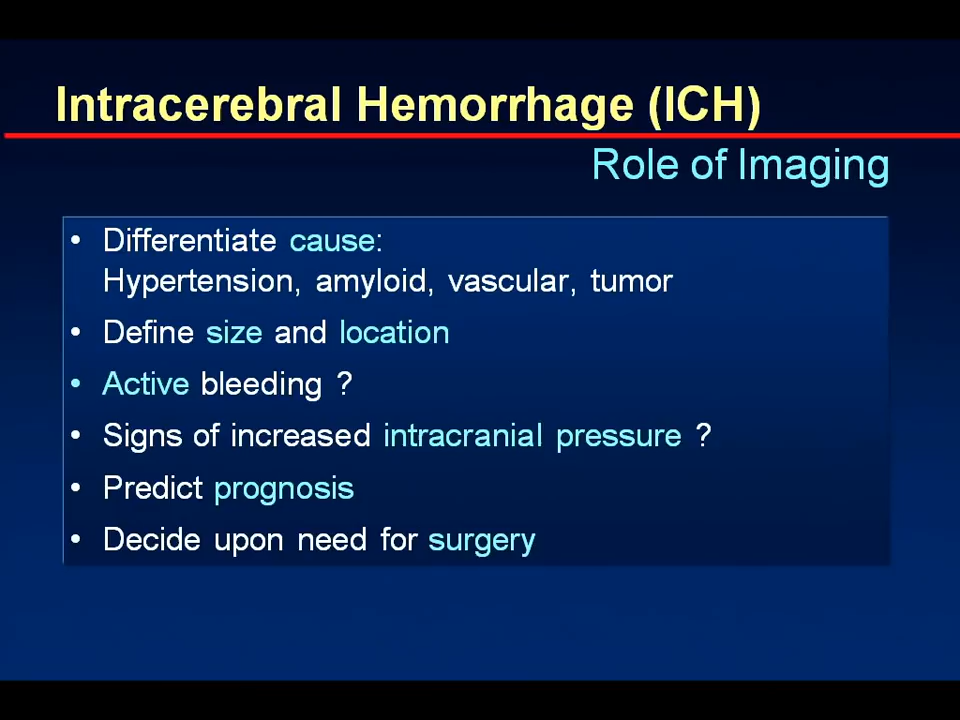 Intracerebral Hemorrhage (ICH)
Role of Imaging
• Differentiate cause:
Hypertension, amyloid, vascular, tumor
• Define size and location
• Active bleeding ?
• Signs of increased intracranial pressure ?
• Predict prognosis
• Decide upon need for surgery